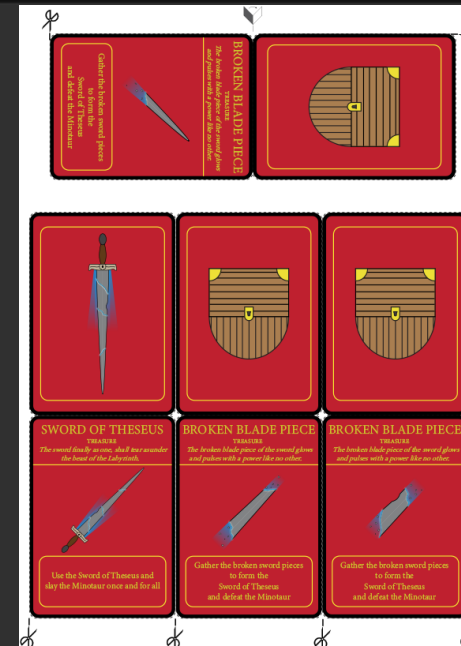 BROKEN BLADE PIECE
TREASURE
The broken blade piece of the sword glows
and pulses with a power like no other.
Gather the broken sword pieces
to form the
Sword of Theseus
and defeat the Minotaur
SWORD OF THESEUS
TREASURE
The sword finally as one, shall tear asunder
the beast of the Labyrinth.
Use the Sword of Theseus and
slay the Minotaur once and for all
BROKEN BLADE PIECE
TREASURE
The broken blade piece of the sword glows
and pulses with a power like no other.
Gather the broken sword pieces
to form the
Sword of Theseus
and defeat the Minotaur
BROKEN BLADE PIECE
TREASURE
The broken blade piece of the sword glows
and pulses with a power like no other.
Gather the broken sword pieces
to form the
Sword of Theseus
and defeat the Minotaur